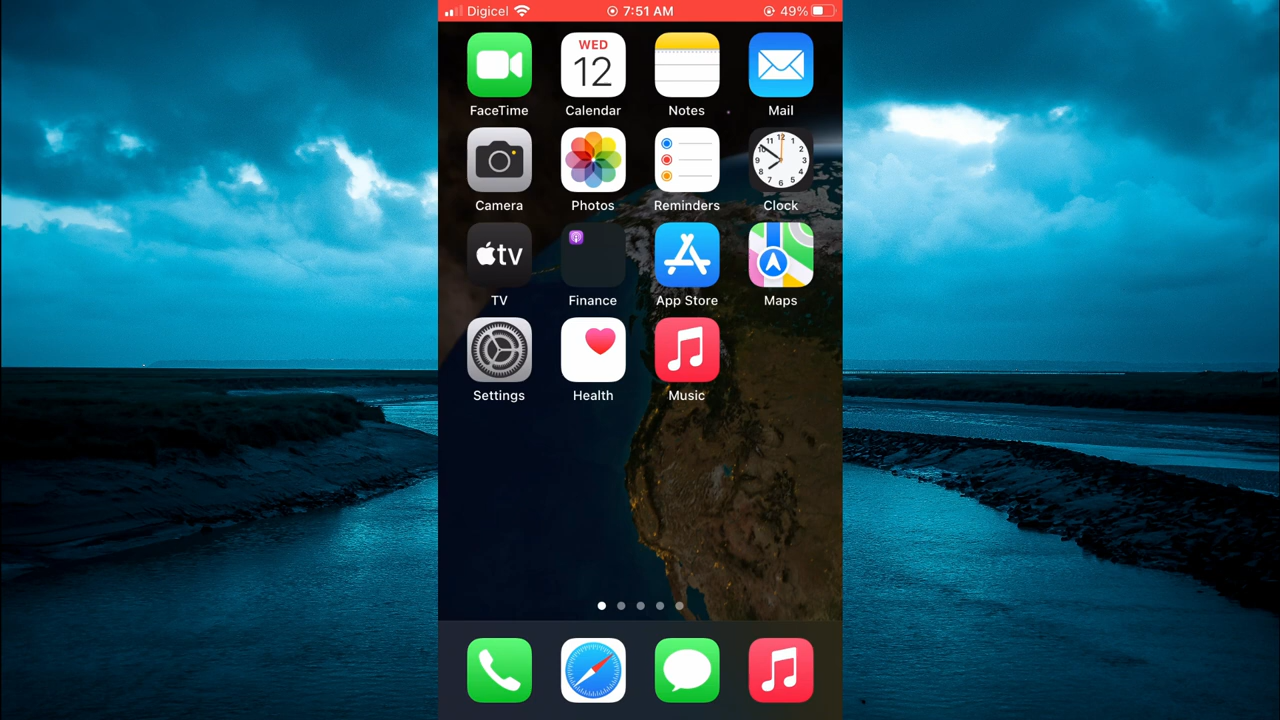 Digicel 7:51 AM 49%
WED
12
FaceTime Calendar Notes Mail
Camera Photos Reminders Clock
tv
TV Finance App Store Maps
Settings Health Music